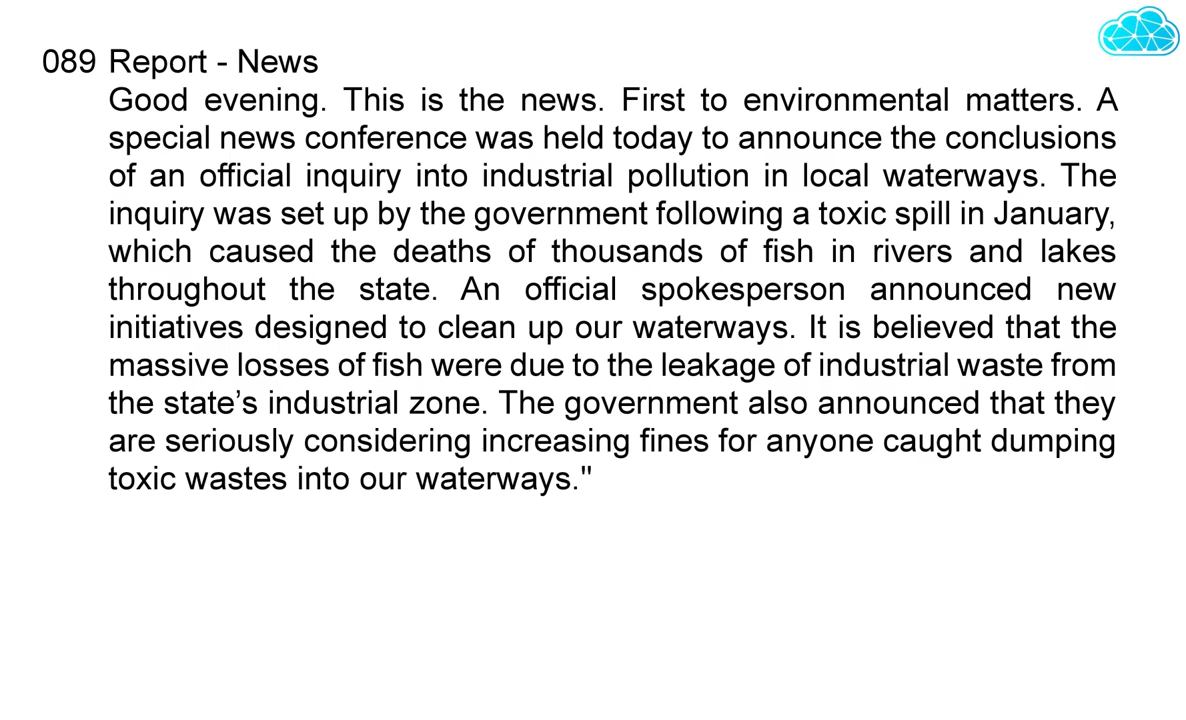 089 Report - News
Good evening. This is the news. First to environmental matters. A
special news conference was held today to announce the conclusions
of an official inquiry into industrial pollution in local waterways. The
inquiry was set up by the government following a toxic spill in January,
which caused the deaths of thousands of fish in rivers and lakes
throughout the state. An official spokesperson announced new
initiatives designed to clean up our waterways. It is believed that the
massive losses of fish were due to the leakage of industrial waste from
the state’s industrial zone. The government also announced that they
are seriously considering increasing fines for anyone caught dumping
toxic wastes into our waterways."